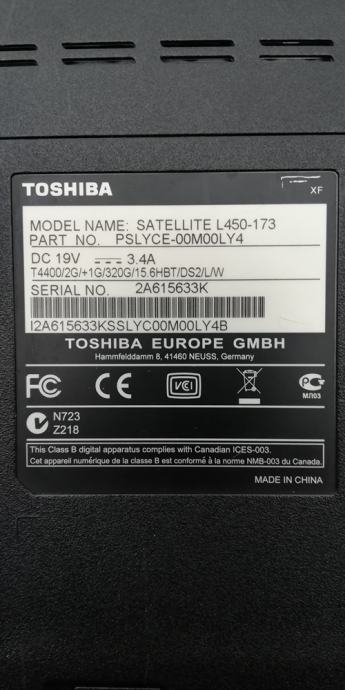 TOSHIBA
XF
MODEL NAME: SATELLITE L450-173
PART NO. PSLYCE-00M00LY4
DC 19V 3.4A
T4400/2G/+1G/320G/15.6HBT/DS2/L/W
SERIAL NO. 2A615633K
I2A615633KSSLYC00M00LY4B
TOSHIBA EUROPE GMBH
Hammfelddamm 8, 41460 NEUSS, Germany
FC CE VCI PC
МЛ03
N723
Z218
This Class B digital apparatus complies with Canadian ICES-003.
Cet appareil numérique de la classe B est conformé à la norme NMB-003 du Canada.
MADE IN CHINA